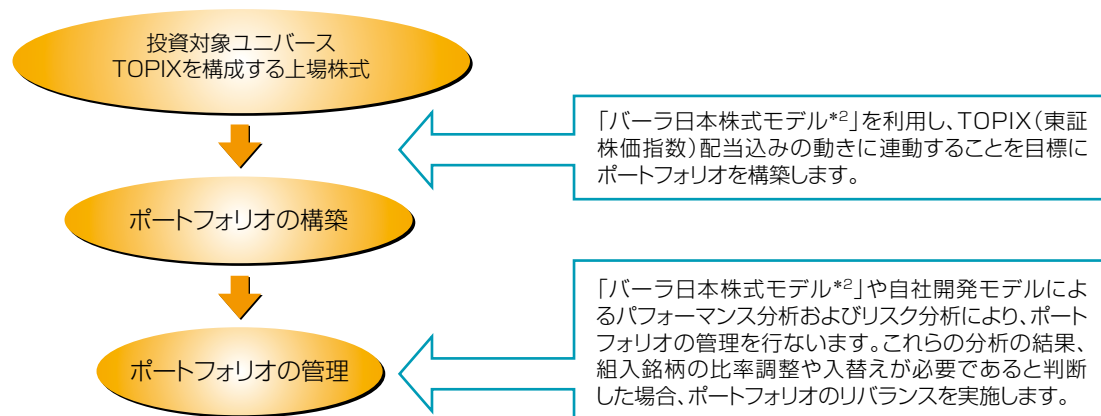 投資対象ユニバース
TOPIXを構成する上場株式
「バーラ日本株式モデル*2」を利用し、TOPIX(東証
株価指数)配当込みの動きに連動することを目標に
ポートフォリオを構築します。
ポートフォリオの構築
「バーラ日本株式モデル*2」や自社開発モデルによ
るパフォーマンス分析およびリスク分析により、ポート
フォリオの管理を行ないます。これらの分析の結果、
組入銘柄の比率調整や入替えが必要であると判断
した場合、ポートフォリオのリバランスを実施します。
ポートフォリオの管理